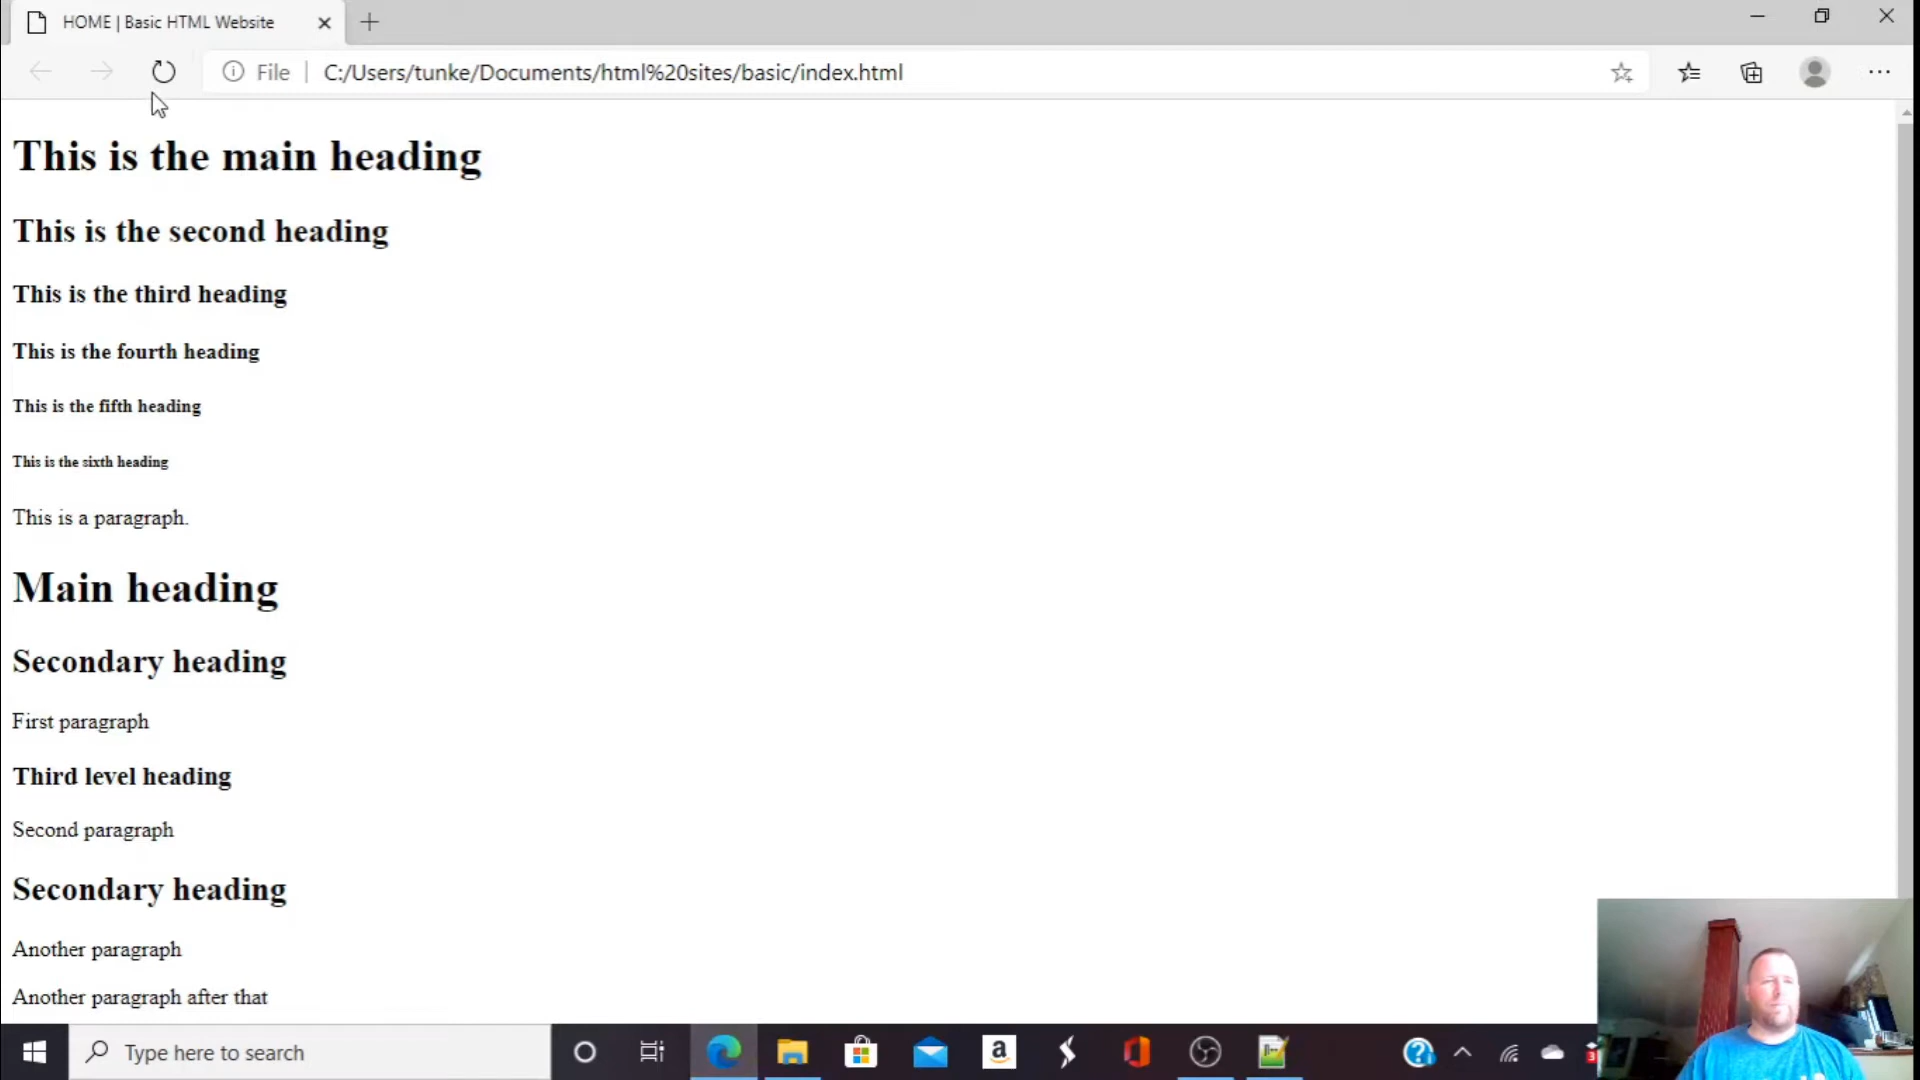 HOME | Basic HTML Website
File C:/Users/tunke/Documents/html%20sites/basic/index.html
This is the main heading
This is the second heading
This is the third heading
This is the fourth heading
This is the fifth heading
This is the sixth heading
This is a paragraph.
Main heading
Secondary heading
First paragraph
Third level heading
Second paragraph
Secondary heading
Another paragraph
Another paragraph after that
Type here to search
a
3